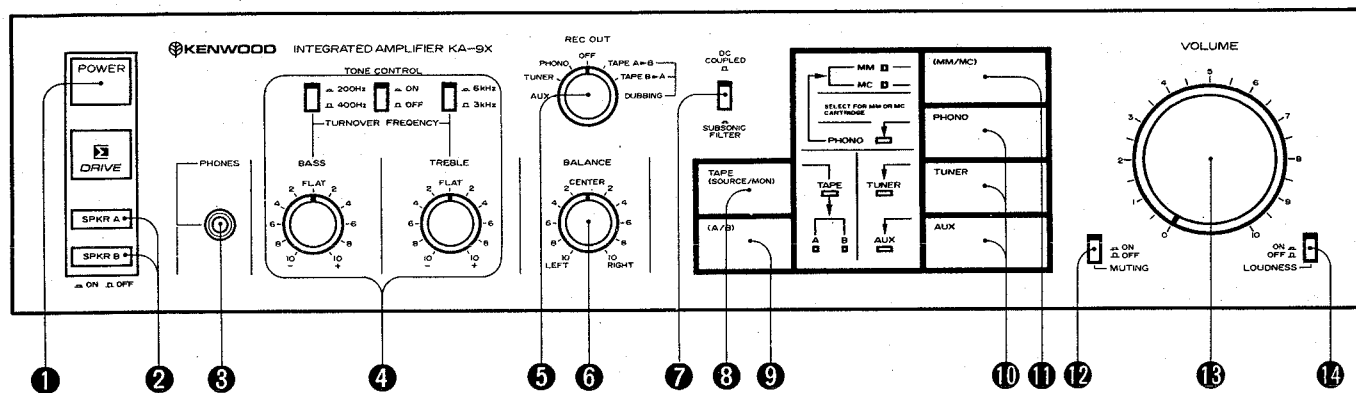 KENWOOD INTEGRATED AMPLIFIER KA-9X
POWER
Σ
DRIVE
SPKR A
SPKR B
ON OFF
PHONES
TONE CONTROL
200Hz
400Hz
ON
OFF
6kHz
3kHz
TURNOVER FREQENCY
BASS
FLAT
2 2
4 4
6 6
8 8
10 10
- +
TREBLE
FLAT
2 2
4 4
6 6
8 8
10 10
- +
REC OUT
OFF
PHONO TAPE A►B
TUNER TAPE B►A
AUX DUBBING
BALANCE
CENTER
2 2
4 4
6 6
8 8
10 10
LEFT RIGHT
DC
COUPLED
SUBSONIC
FILTER
TAPE
(SOURCE/MON)
(A/B)
MM
MC
SELECT FOR MM OR MC
CARTRIDGE
PHONO
TAPE
TUNER
A B
AUX
(MM/MC)
PHONO
TUNER
AUX
VOLUME
0 1 2 3 4 5 6 7 8 9 10
ON
OFF
MUTING
ON
OFF
LOUDNESS
1 2 3 4 5 6 7 8 9 10 11 12 13 14